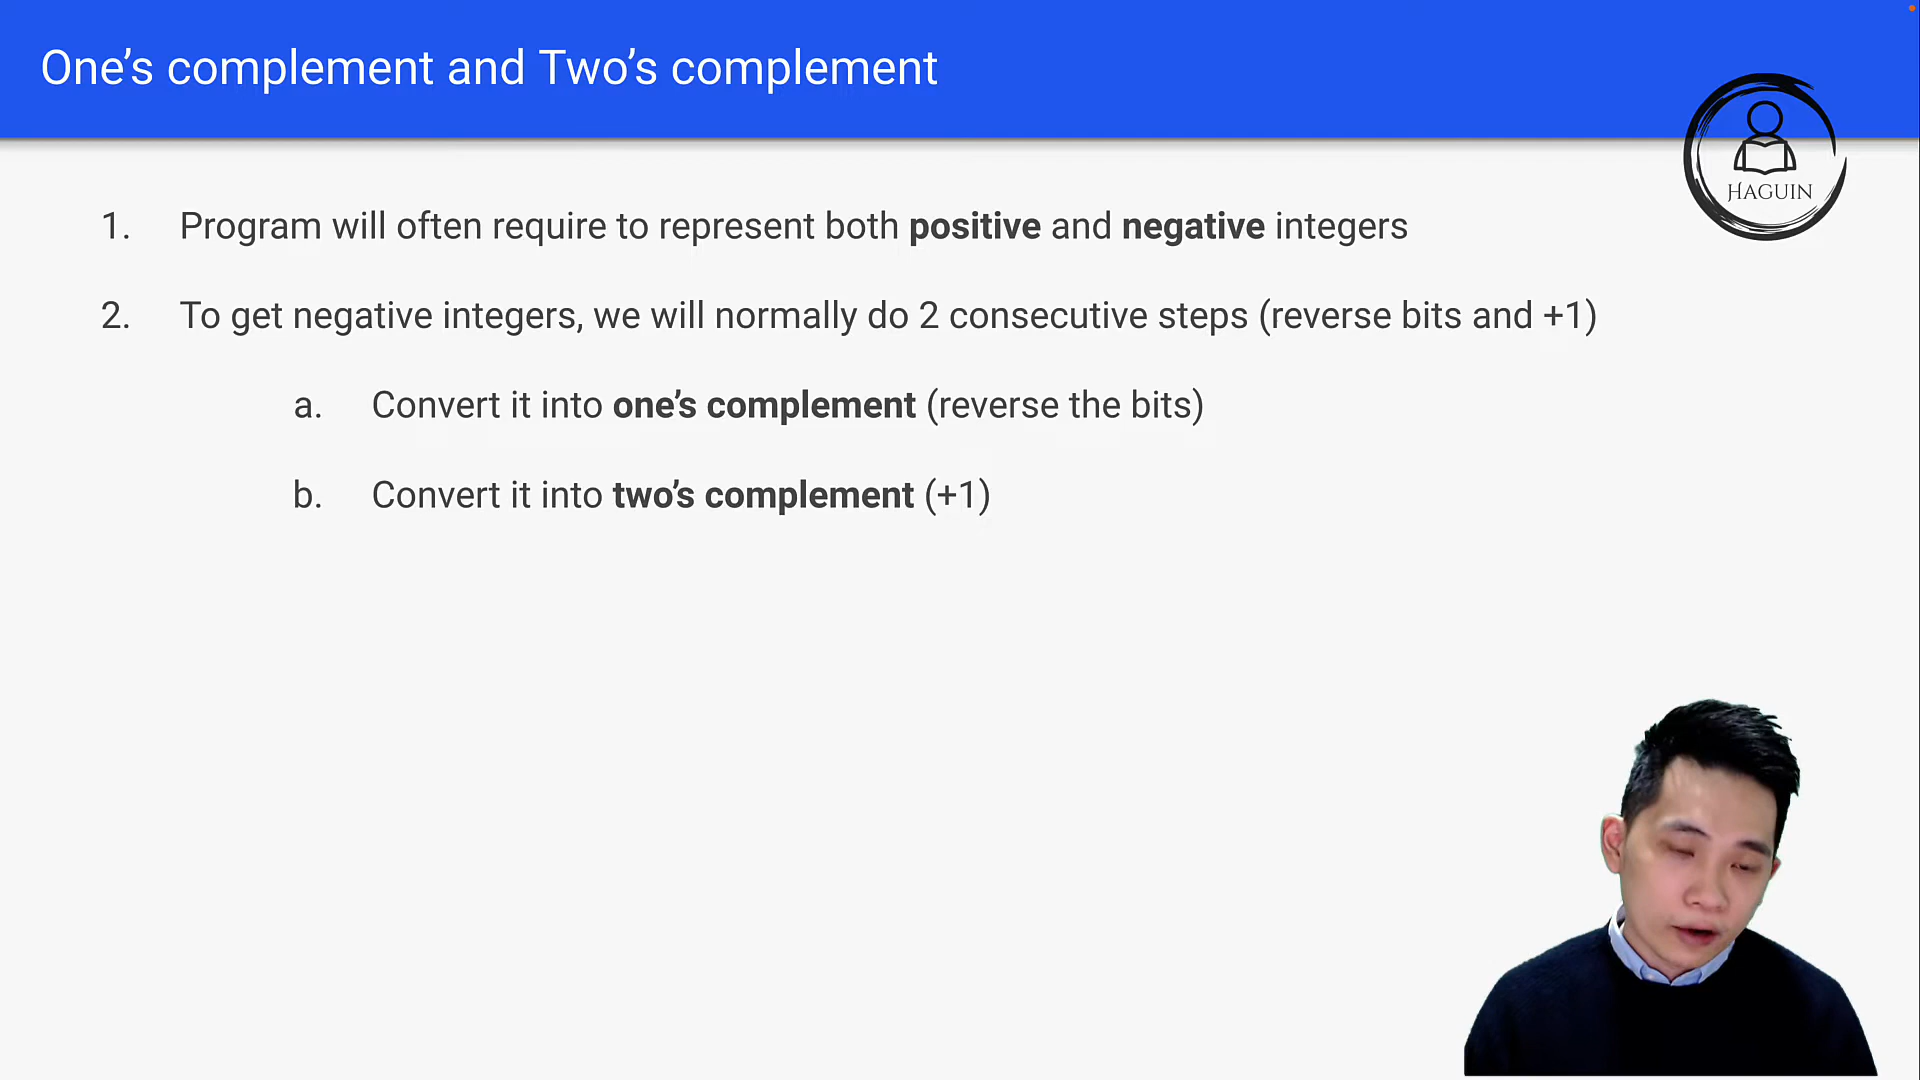 One’s complement and Two’s complement
HAGUIN
1. Program will often require to represent both positive and negative integers
2. To get negative integers, we will normally do 2 consecutive steps (reverse bits and +1)
a. Convert it into one’s complement (reverse the bits)
b. Convert it into two’s complement (+1)